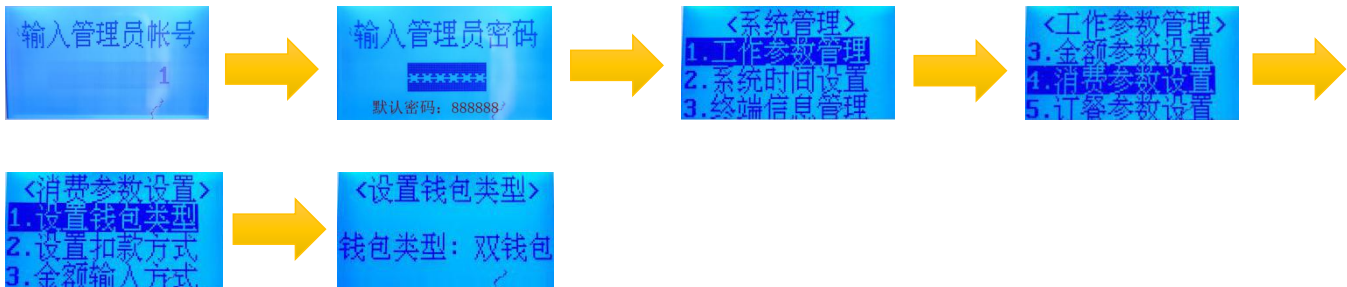 输入管理员帐号
1
输入管理员密码
******
默认密码：888888
<系统管理>
1.工作参数管理
2.系统时间设置
3.终端信息管理
<工作参数管理>
3.金额参数设置
4.消费参数设置
5.订餐参数设置
<消费参数设置>
1.设置钱包类型
2.设置扣款方式
3.金额输入方式
<设置钱包类型>
钱包类型：双钱包